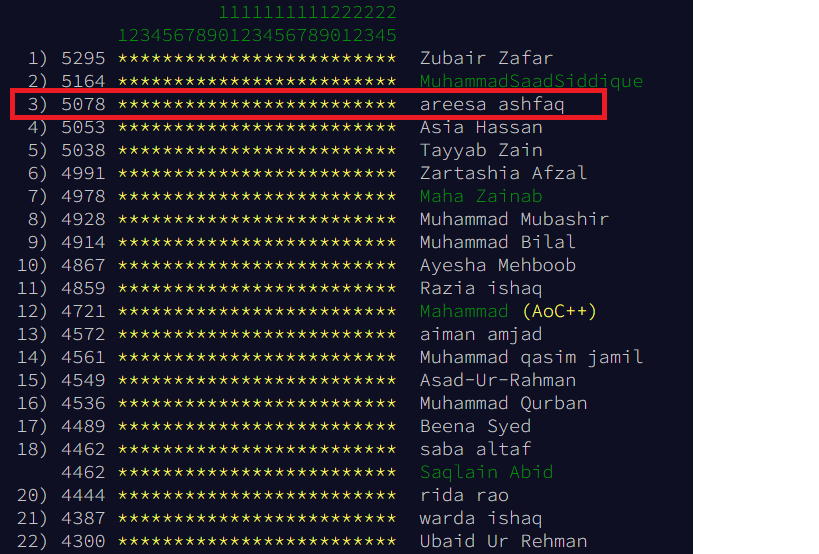 1111111111222222
1234567890123456789012345
1) 5295 ************************* Zubair Zafar
2) 5164 ************************* MuhammadSaadSiddique
3) 5078 ************************* areesa ashfaq
4) 5053 ************************* Asia Hassan
5) 5038 ************************* Tayyab Zain
6) 4991 ************************* Zartashia Afzal
7) 4978 ************************* Maha Zainab
8) 4928 ************************* Muhammad Mubashir
9) 4914 ************************* Muhammad Bilal
10) 4867 ************************* Ayesha Mehboob
11) 4859 ************************* Razia ishaq
12) 4721 ************************* Mahammad (AoC++)
13) 4572 ************************* aiman amjad
14) 4561 ************************* Muhammad qasim jamil
15) 4549 ************************* Asad-Ur-Rahman
16) 4536 ************************* Muhammad Qurban
17) 4489 ************************* Beena Syed
18) 4462 ************************* saba altaf
4462 ************************* Saqlain Abid
20) 4444 ************************* rida rao
21) 4387 ************************* warda ishaq
22) 4300 ************************* Ubaid Ur Rehman